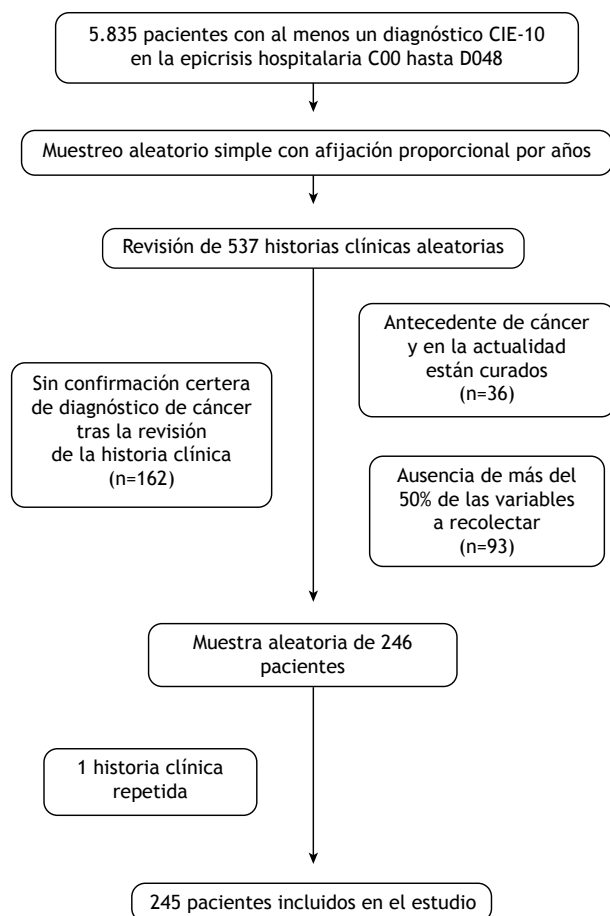 5.835 pacientes con al menos un diagnóstico CIE-10
en la epicrisis hospitalaria C00 hasta D048
Muestreo aleatorio simple con afijación proporcional por años
Revisión de 537 historias clínicas aleatorias
Antecedente de cáncer
y en la actualidad
están curados
(n=36)
Sin confirmación certera
de diagnóstico de cáncer
tras la revisión
de la historia clínica
(n=162)
Ausencia de más del
50% de las variables
a recolectar
(n=93)
Muestra aleatoria de 246
pacientes
1 historia clínica
repetida
245 pacientes incluidos en el estudio